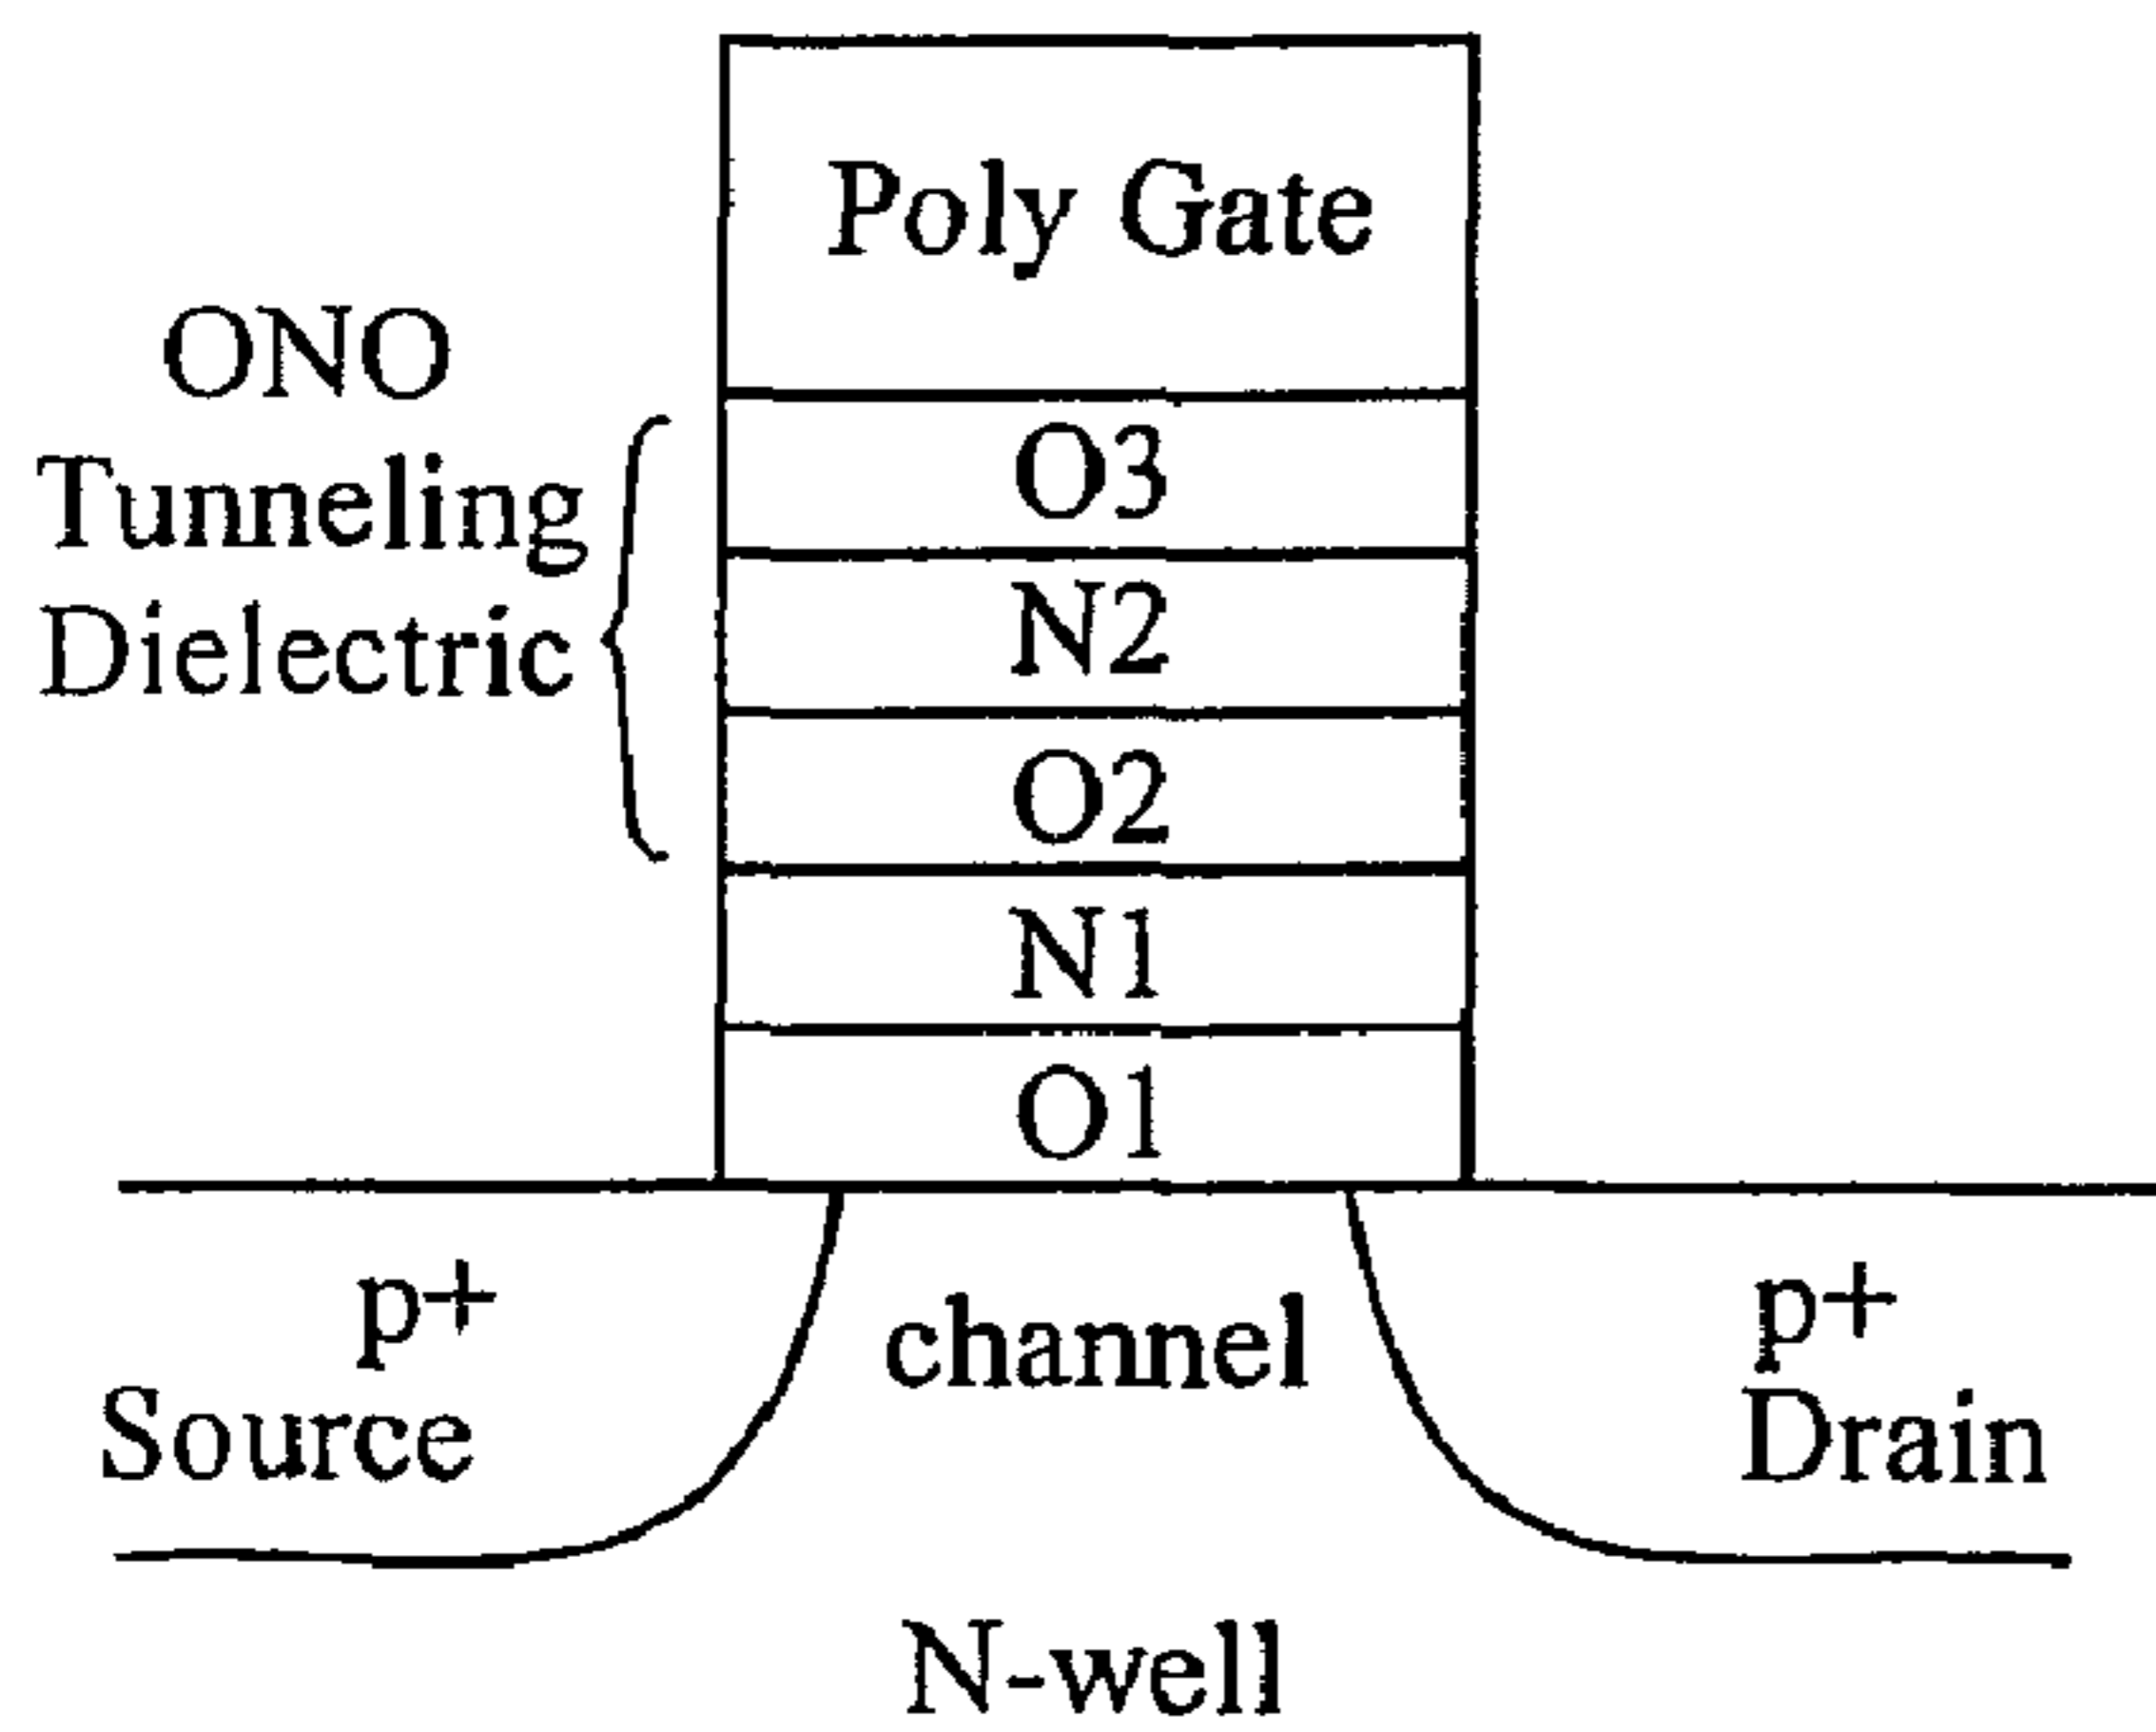 Poly Gate
ONO
Tunneling
Dielectric
O3
N2
O2
N1
O1
p+
Source
channel
p+
Drain
N-well